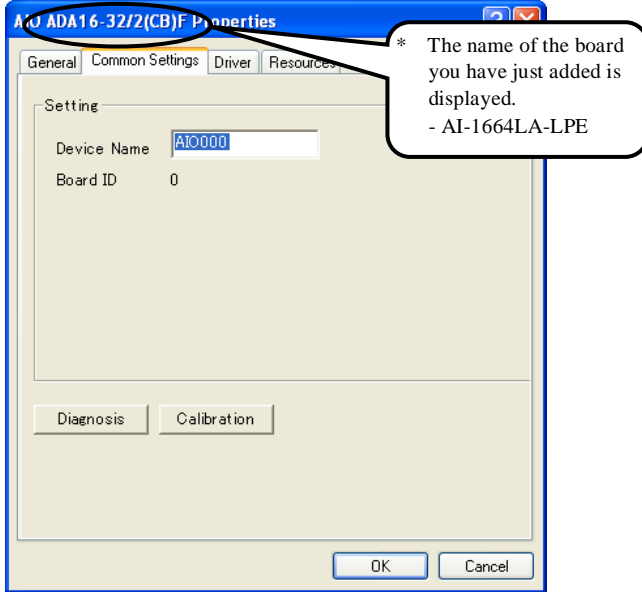 AIO ADA16-32/2(CB)F Properties
* The name of the board
you have just added is
displayed.
- AI-1664LA-LPE
General Common Settings Driver Resources
Setting
Device Name AIO000
Board ID 0
Diagnosis Calibration
OK Cancel